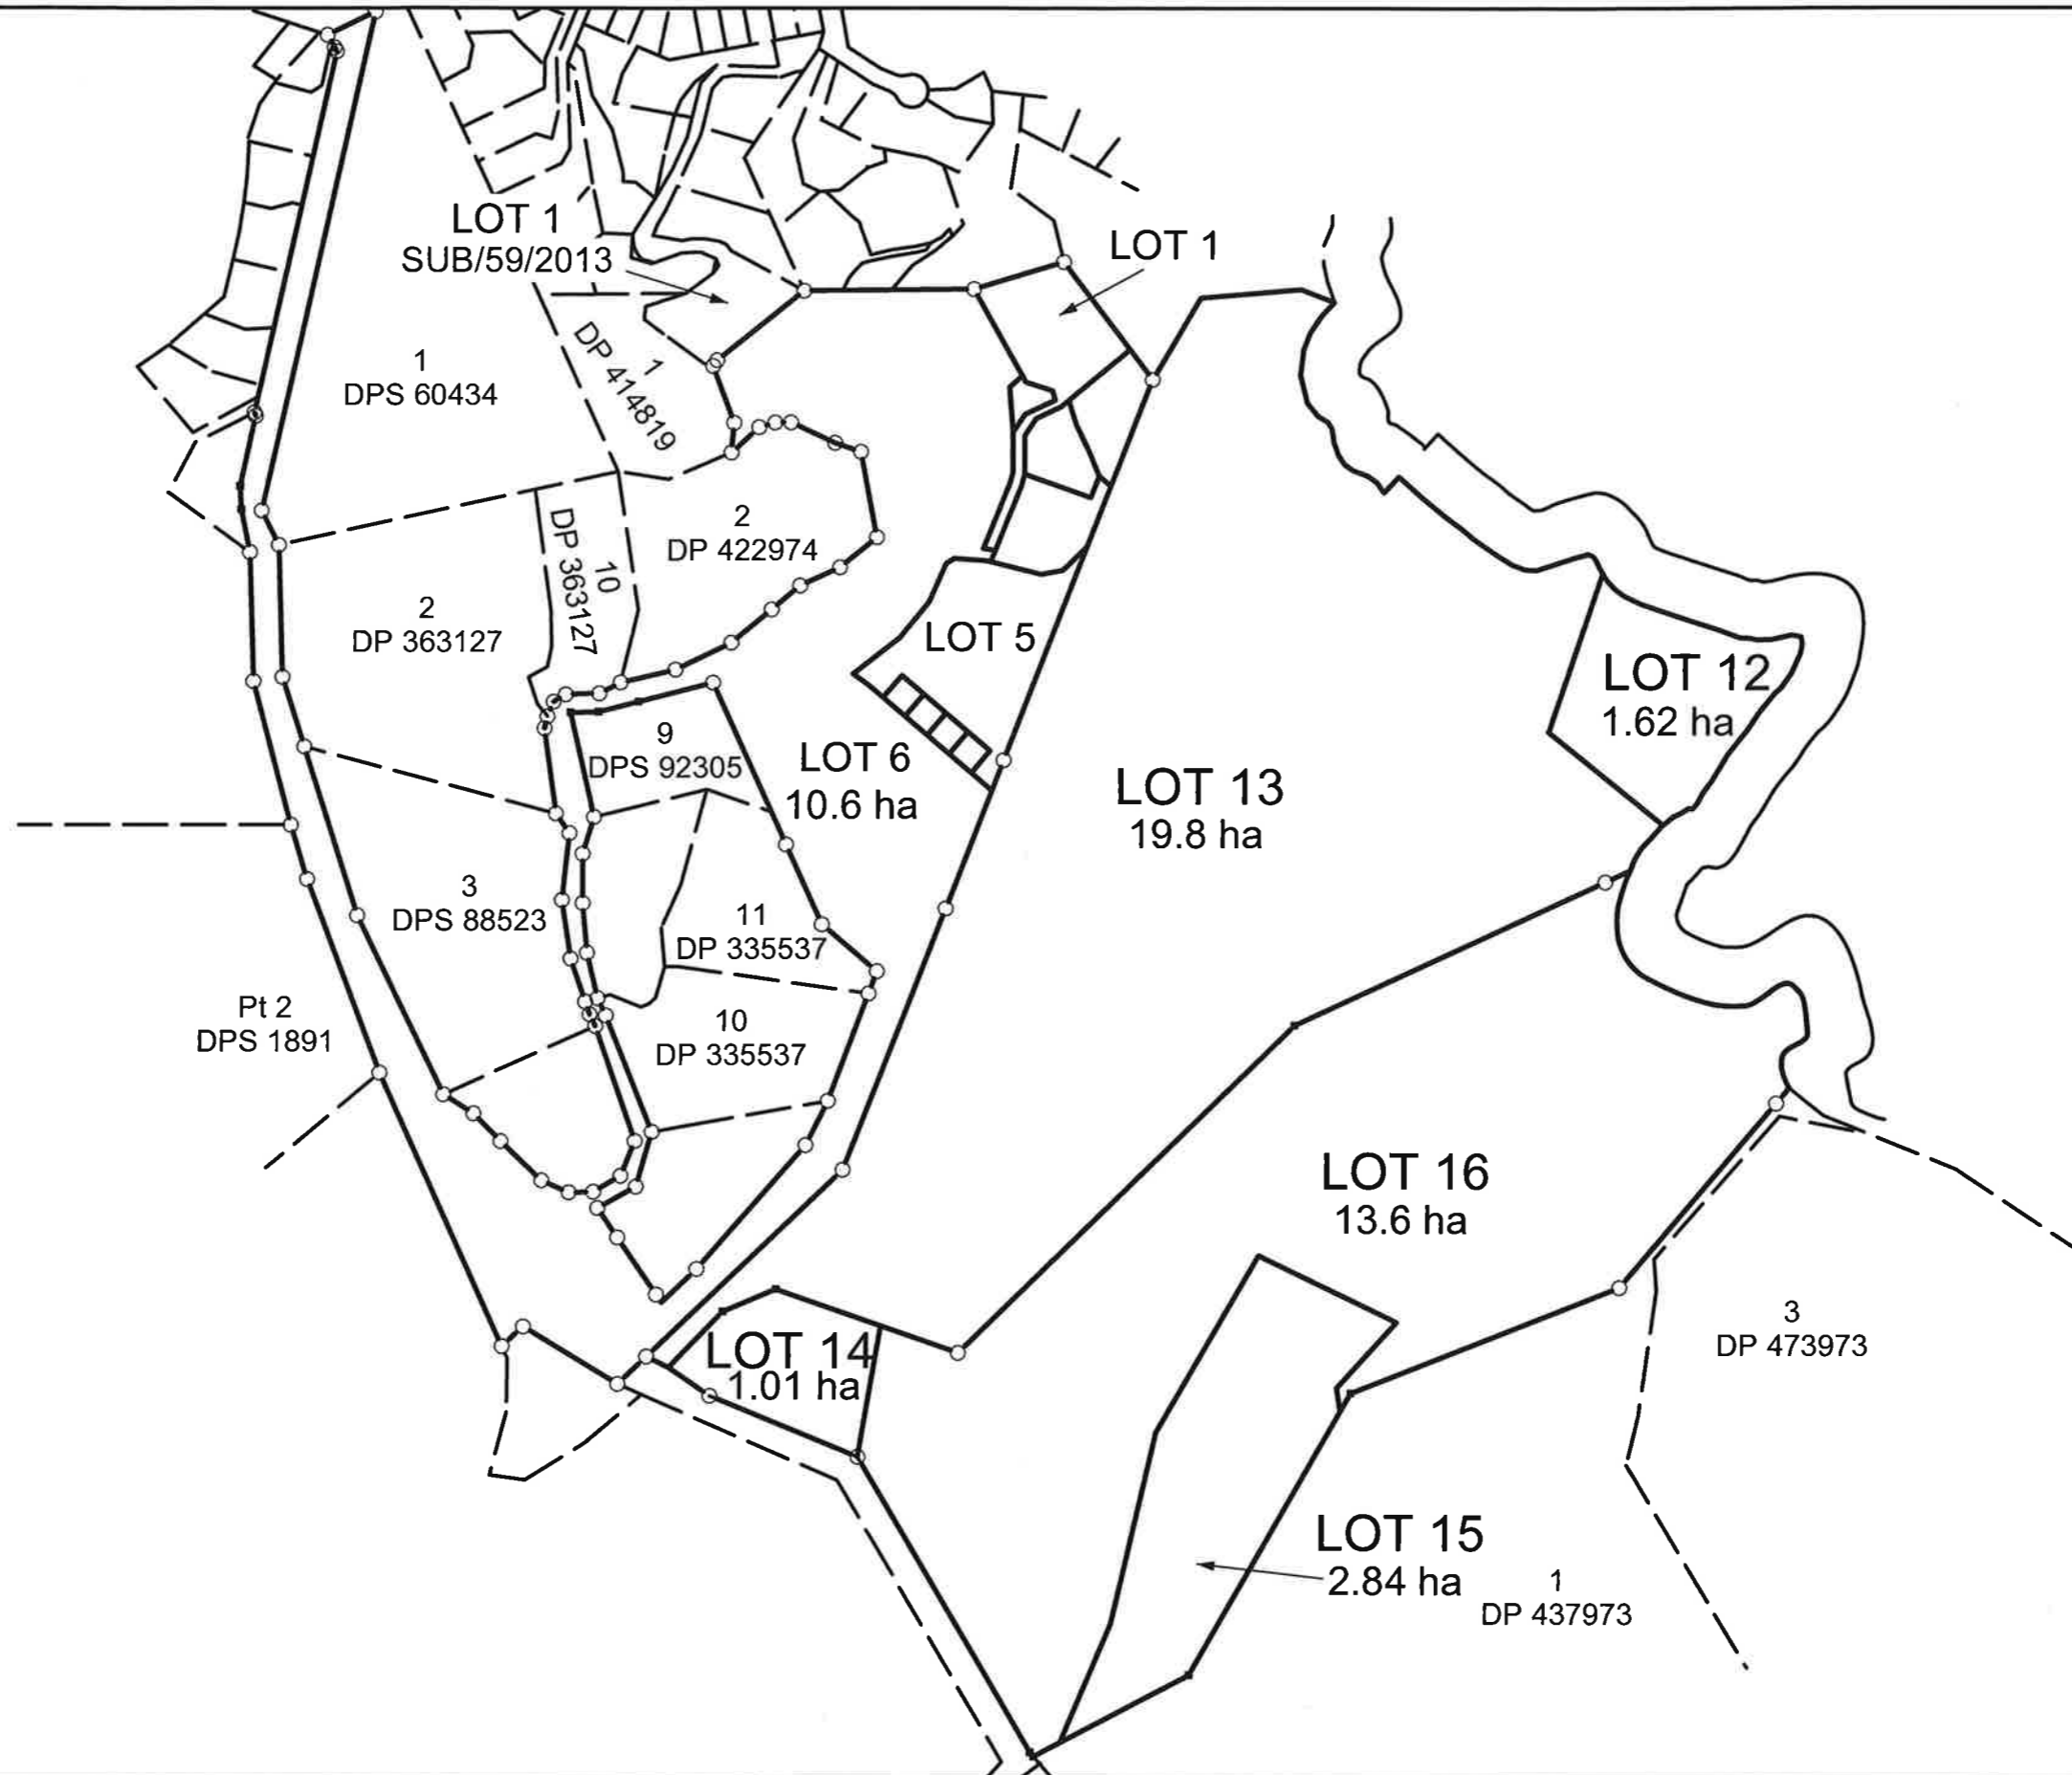 LOT 1
SUB/59/2013
LOT 1
1
DPS 60434
1
DP 414819
2
DP 422974
10
DP 363127
2
DP 363127
LOT 5
LOT 12
1.62 ha
9
DPS 92305
LOT 6
10.6 ha
LOT 13
19.8 ha
3
DPS 88523
11
DP 335537
Pt 2
DPS 1891
10
DP 335537
LOT 16
13.6 ha
3
DP 473973
LOT 14
1.01 ha
LOT 15
2.84 ha
1
DP 437973